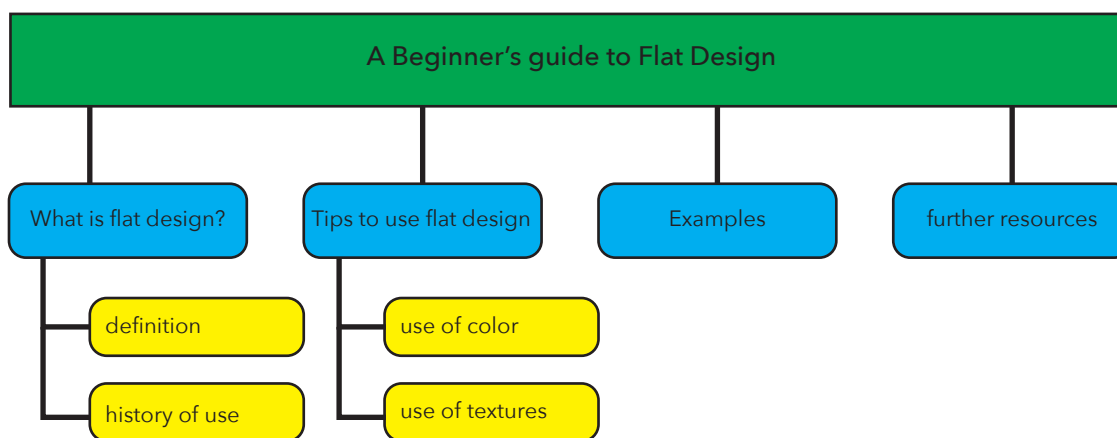 A Beginner’s guide to Flat Design
What is flat design?
Tips to use flat design
Examples
further resources
definition
use of color
history of use
use of textures